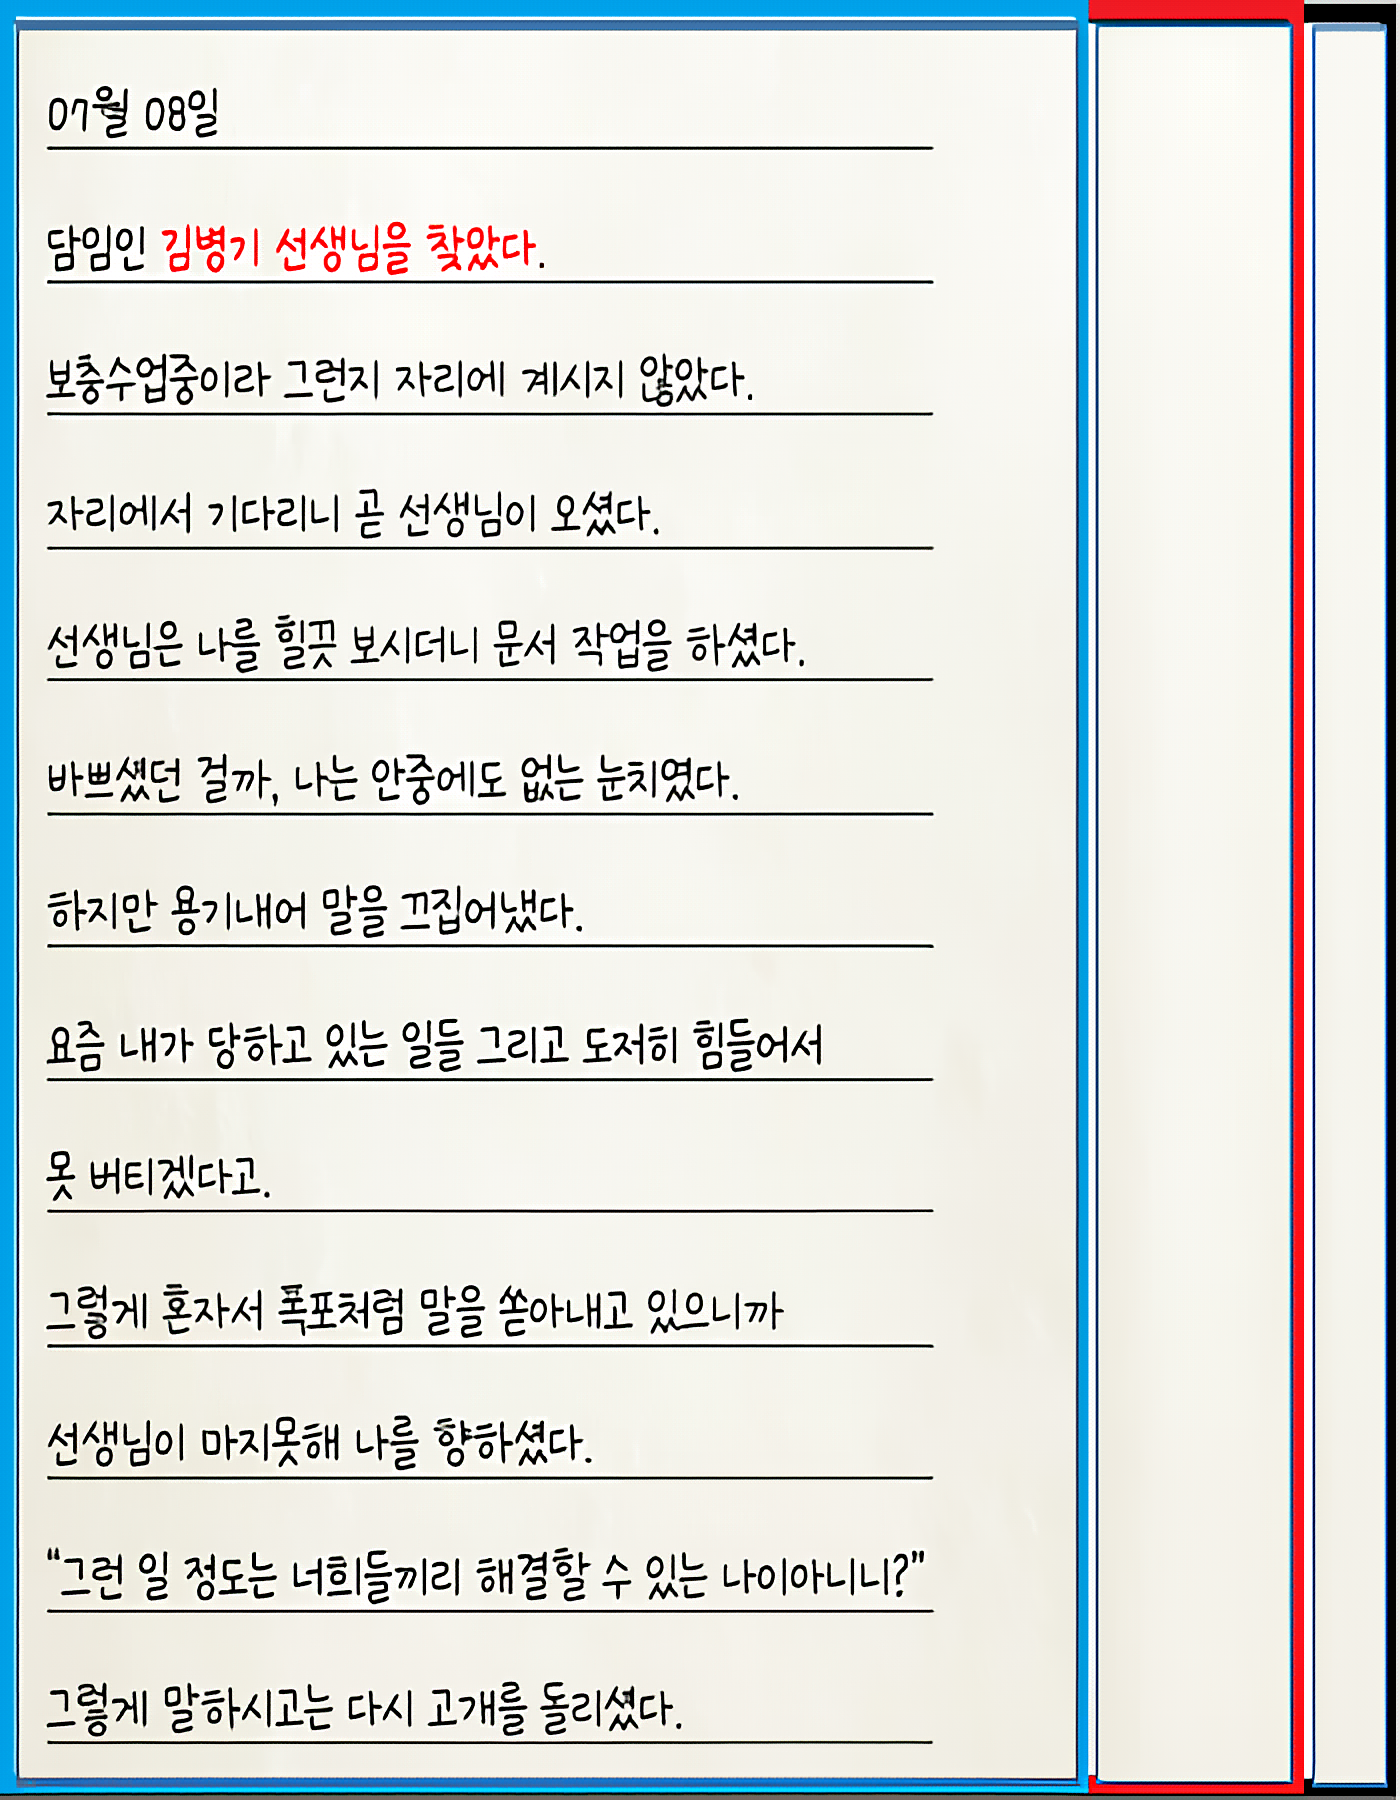 07월 08일
담임인 김병기 선생님을 찾았다.
보충수업중이라 그런지 자리에 계시지 않았다.
자리에서 기다리니 곧 선생님이 오셨다.
선생님은 나를 힐끗 보시더니 문서 작업을 하셨다.
바쁘셨던 걸까, 나는 안중에도 없는 눈치였다.
하지만 용기내어 말을 끄집어냈다.
요즘 내가 당하고 있는 일들 그리고 도저히 힘들어서
못 버티겠다고.
그렇게 혼자서 폭포처럼 말을 쏟아내고 있으니까
선생님이 마지못해 나를 향하셨다.
“그런 일 정도는 너희들끼리 해결할 수 있는 나이아니니?”
그렇게 말하시고는 다시 고개를 돌리셨다.